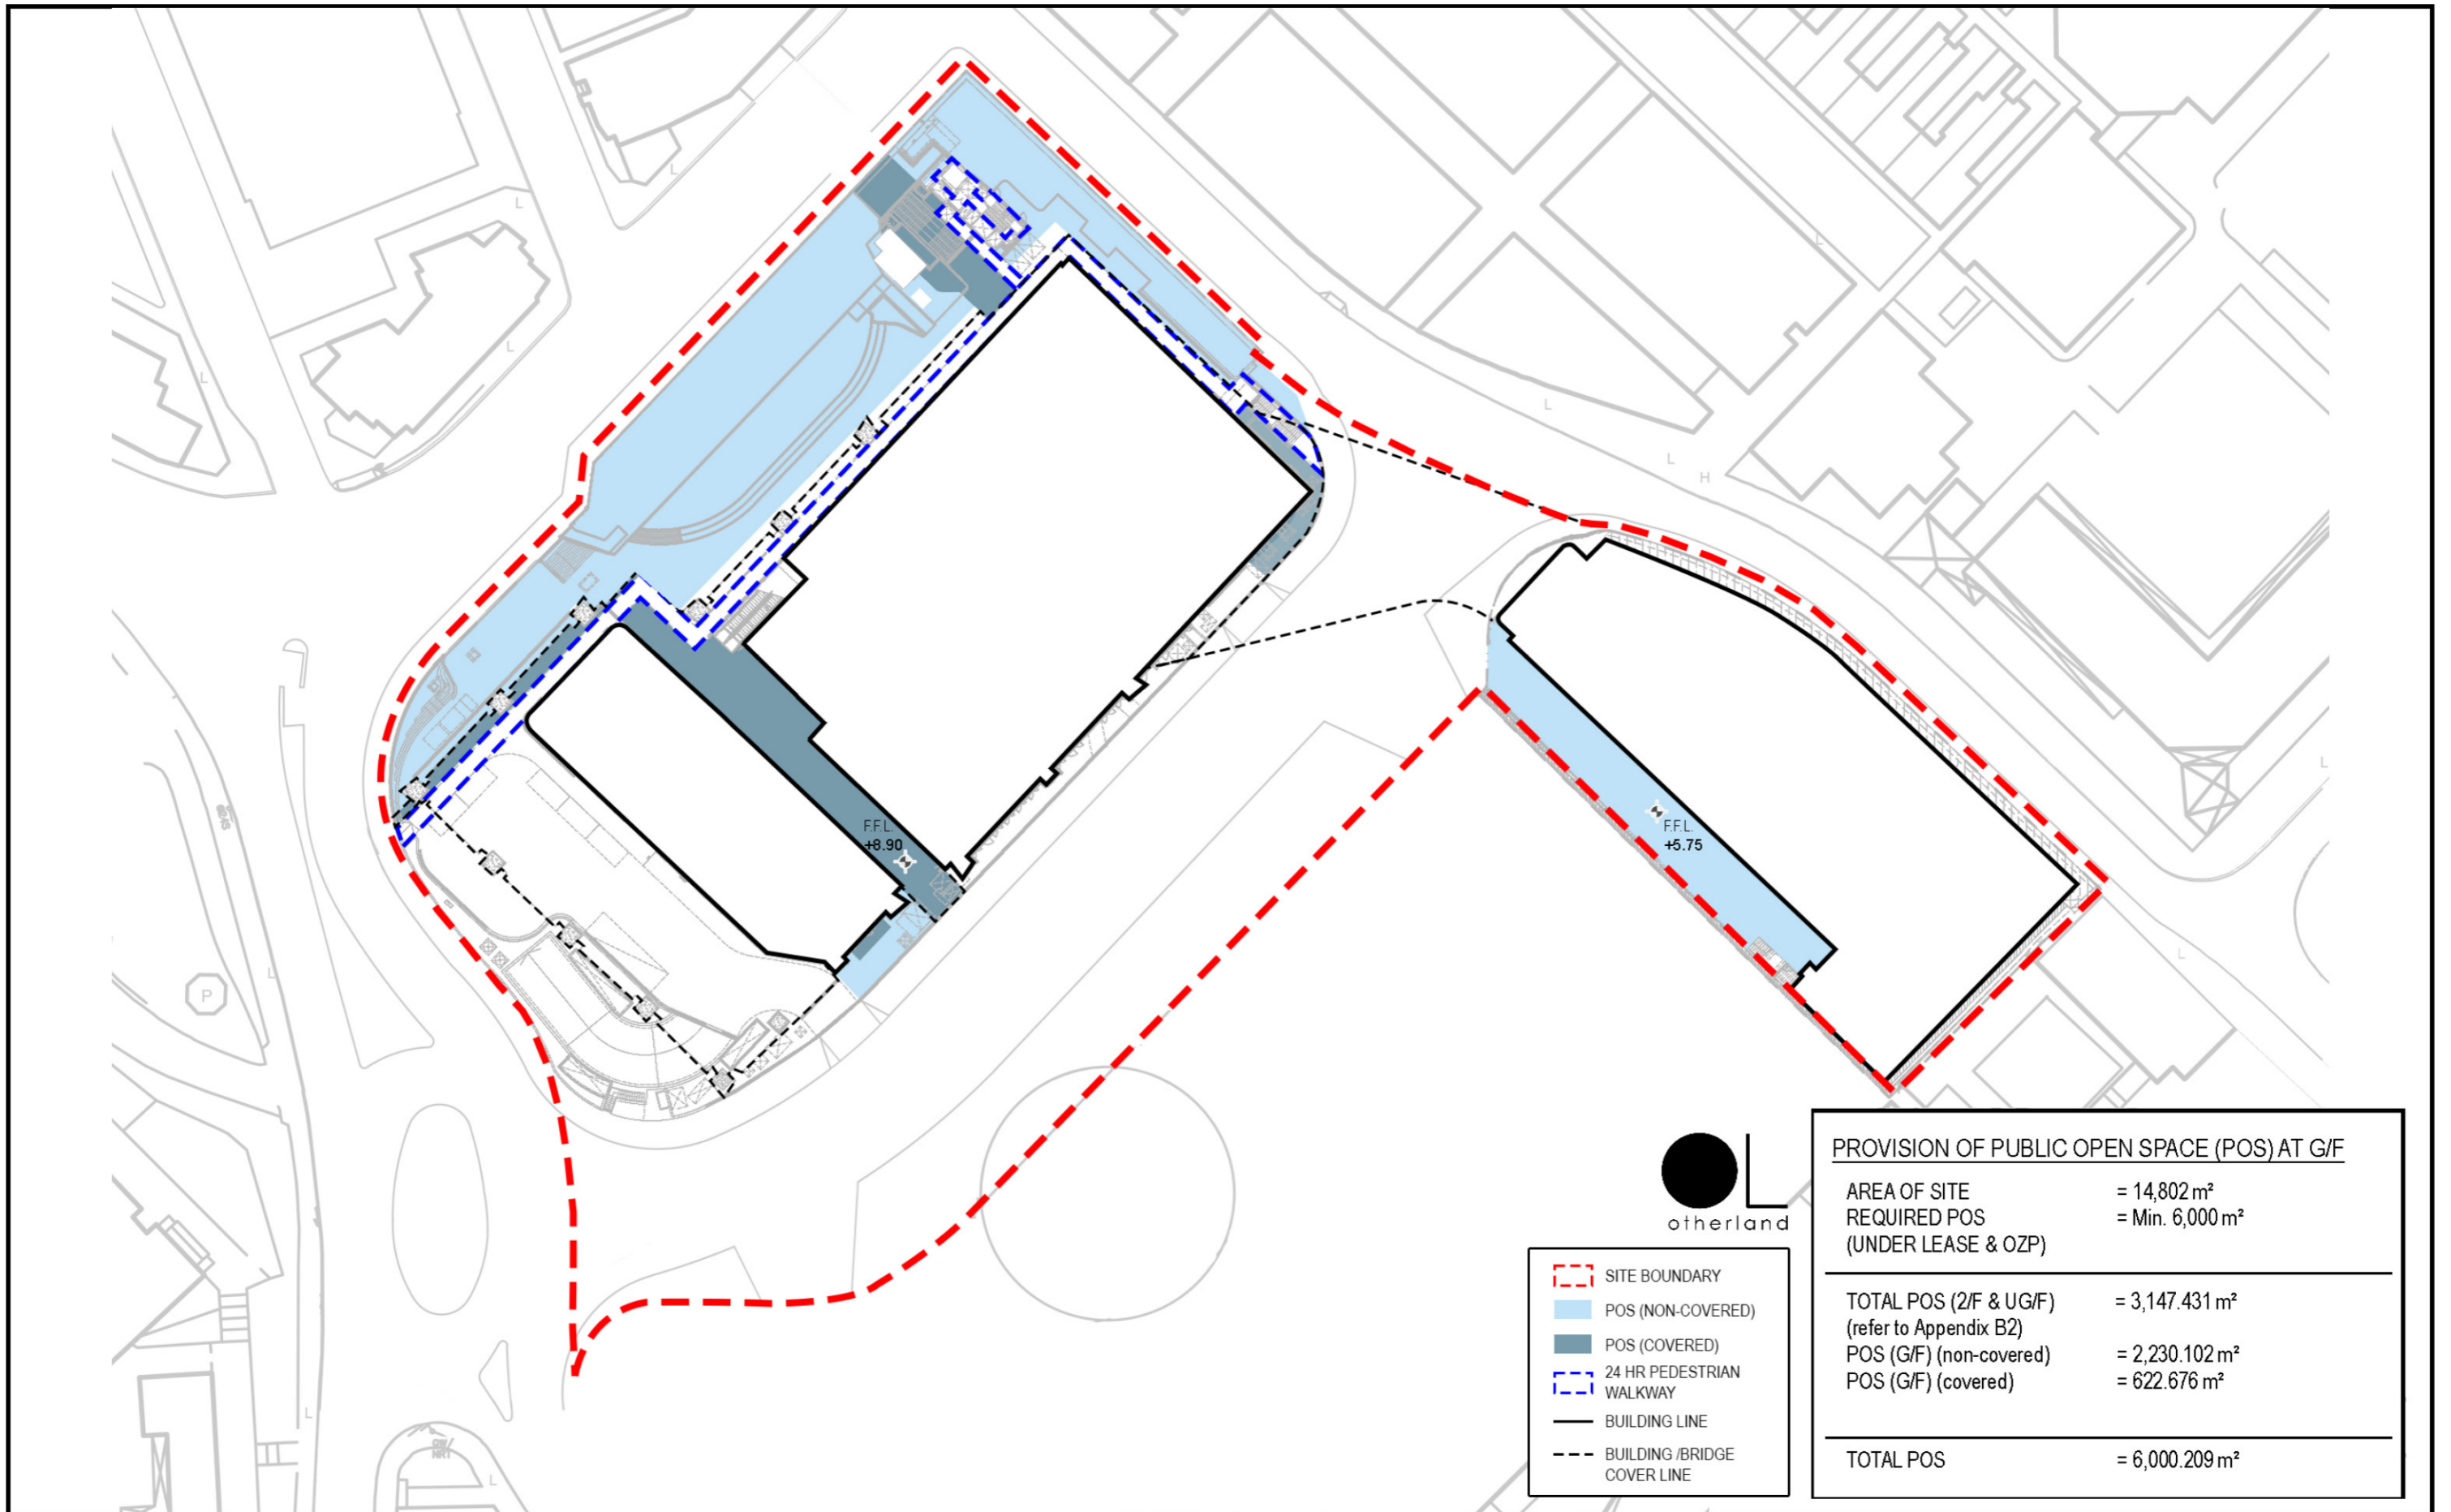 L
L
L
L
L
L
L
L
H
L
L
L
L
L
L
P
F.F.L.
+8.90
F.F.L.
+5.75
OL
otherland
SITE BOUNDARY
POS (NON-COVERED)
POS (COVERED)
24 HR PEDESTRIAN
WALKWAY
BUILDING LINE
BUILDING /BRIDGE
COVER LINE
PROVISION OF PUBLIC OPEN SPACE (POS) AT G/F
AREA OF SITE = 14,802 m²
REQUIRED POS = Min. 6,000 m²
(UNDER LEASE & OZP)
TOTAL POS (2/F & UG/F) = 3,147.431 m²
(refer to Appendix B2)
POS (G/F) (non-covered) = 2,230.102 m²
POS (G/F) (covered) = 622.676 m²
TOTAL POS = 6,000.209 m²